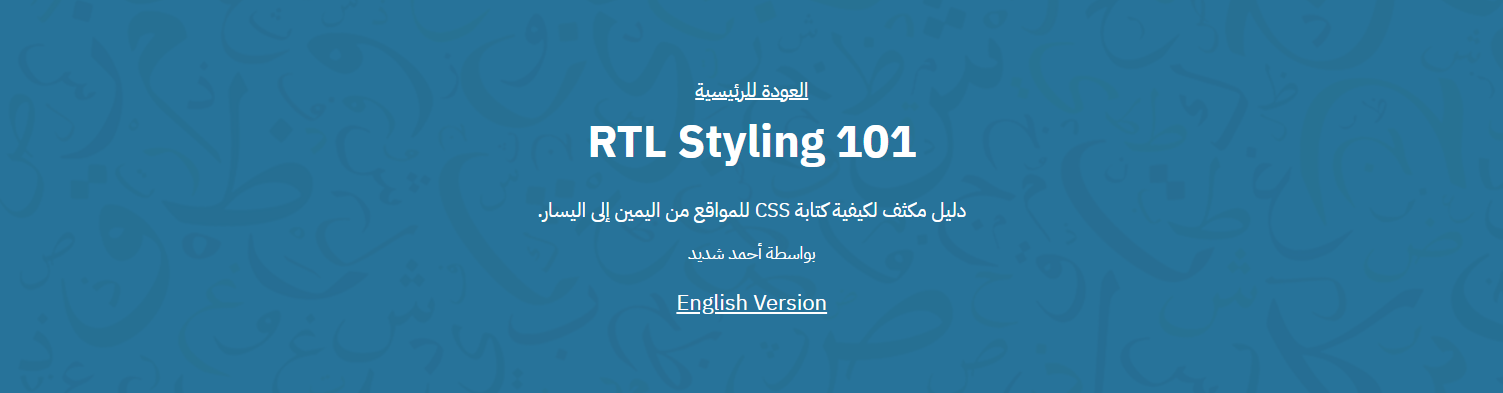 العودة للرئيسية
RTL Styling 101
دليل مكثف لكيفية كتابة CSS للمواقع من اليمين إلى اليسار.
بواسطة أحمد شديد
English Version